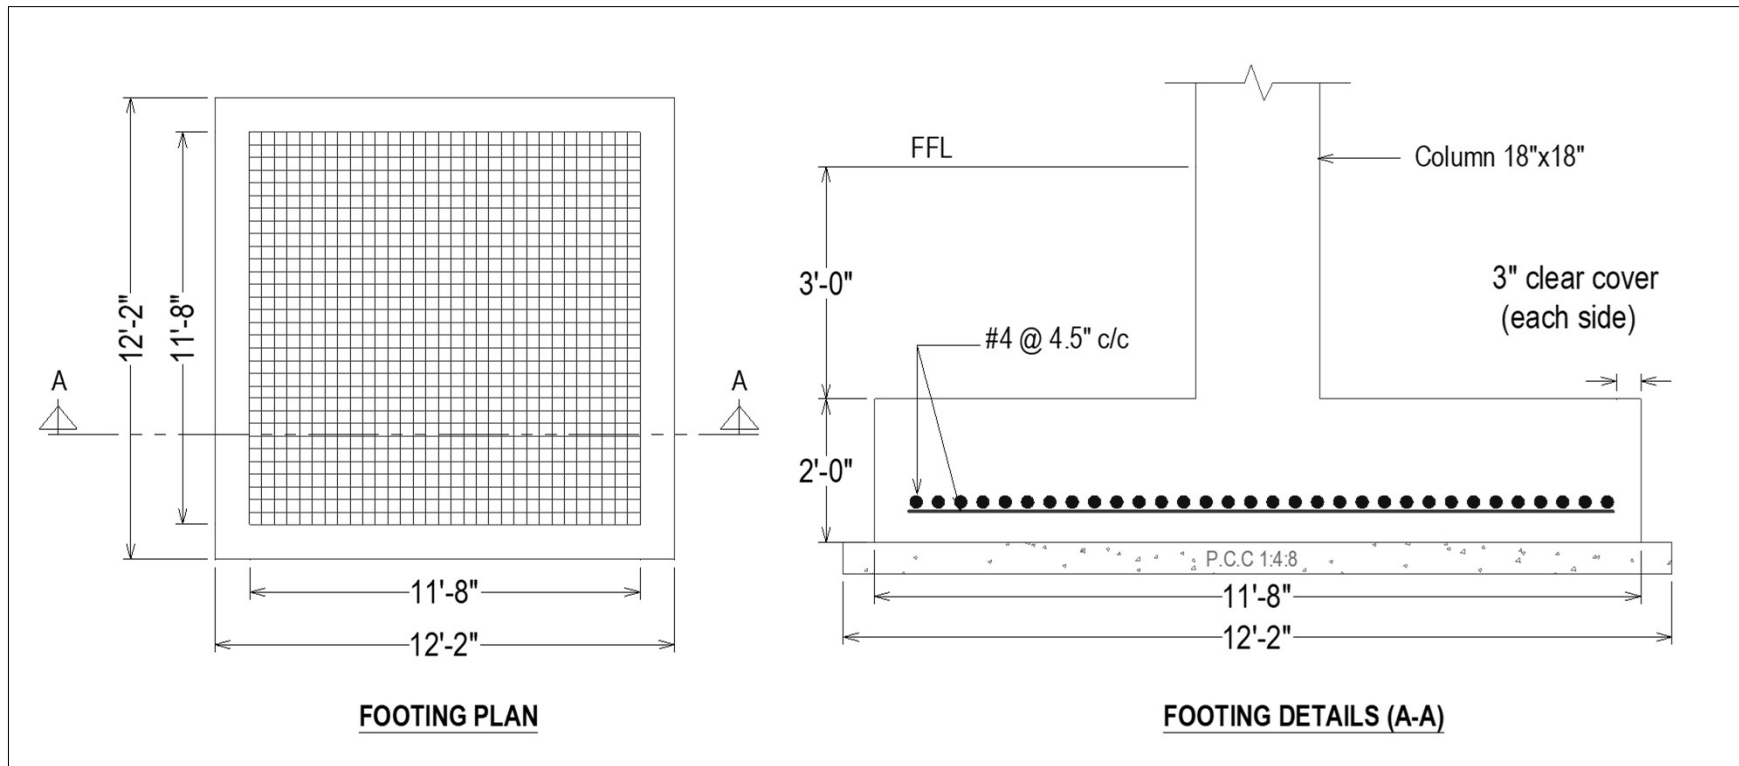 12'-2"
11'-8"
A
A
11'-8"
12'-2"
FOOTING PLAN
FFL
Column 18"x18"
3'-0"
3" clear cover
(each side)
#4 @ 4.5" c/c
2'-0"
P.C.C 1:4:8
11'-8"
12'-2"
FOOTING DETAILS (A-A)